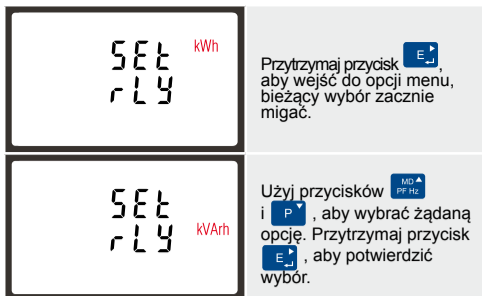 SEt kWh
rLY
Przytrzymaj przycisk E ,
aby wejść do opcji menu,
bieżący wybór zacznie
migać.
SEt
rLY kVArh
Użyj przycisków MD PF Hz
i P , aby wybrać żądaną
opcję. Przytrzymaj przycisk
E , aby potwierdzić
wybór.